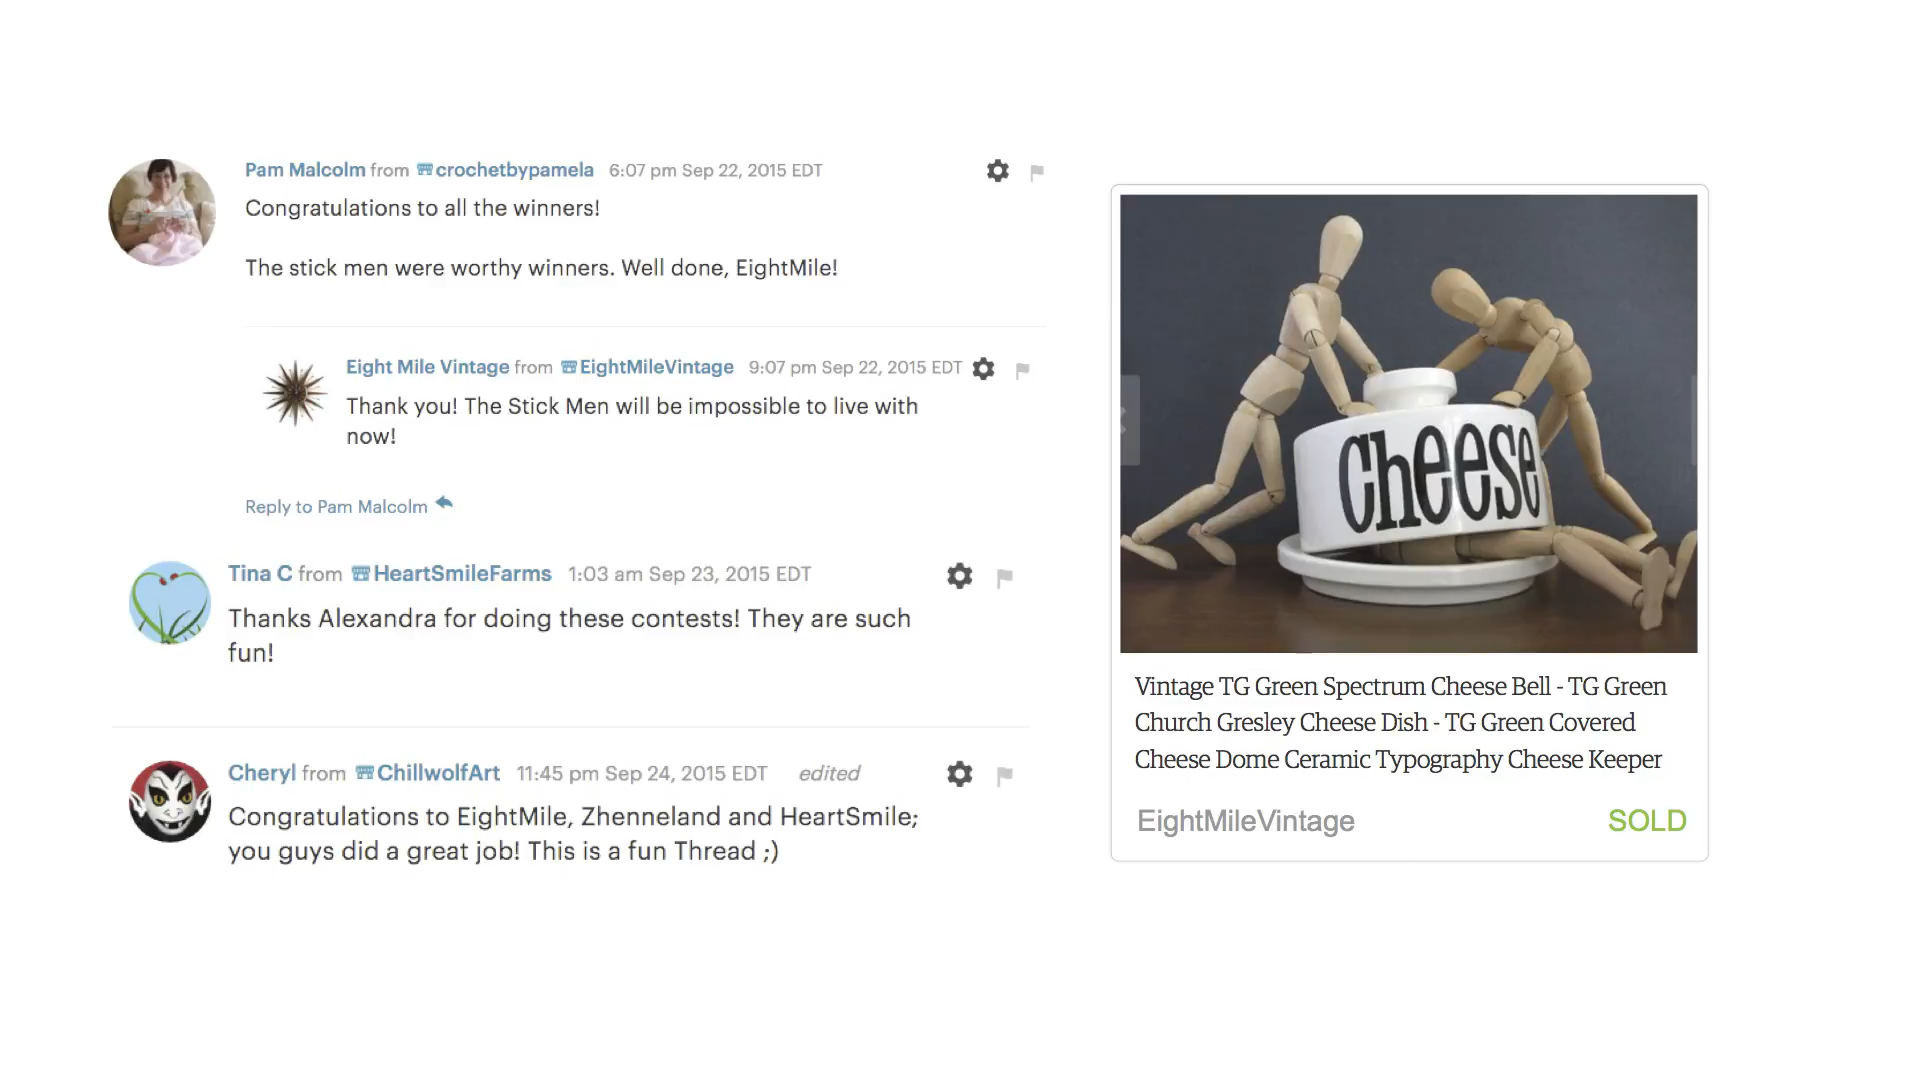 Pam Malcolm from crochetbypamela 6:07 pm Sep 22, 2015 EDT
Congratulations to all the winners!
The stick men were worthy winners. Well done, EightMile!
Eight Mile Vintage from EightMileVintage 9:07 pm Sep 22, 2015 EDT
Thank you! The Stick Men will be impossible to live with
now!
Reply to Pam Malcolm
Tina C from HeartSmileFarms 1:03 am Sep 23, 2015 EDT
Thanks Alexandra for doing these contests! They are such
fun!
Cheryl from ChillwolfArt 11:45 pm Sep 24, 2015 EDT edited
Congratulations to EightMile, Zhenneland and HeartSmile;
you guys did a great job! This is a fun Thread ;)
Cheese
Vintage TG Green Spectrum Cheese Bell - TG Green
Church Gresley Cheese Dish - TG Green Covered
Cheese Dome Ceramic Typography Cheese Keeper
EightMileVintage SOLD